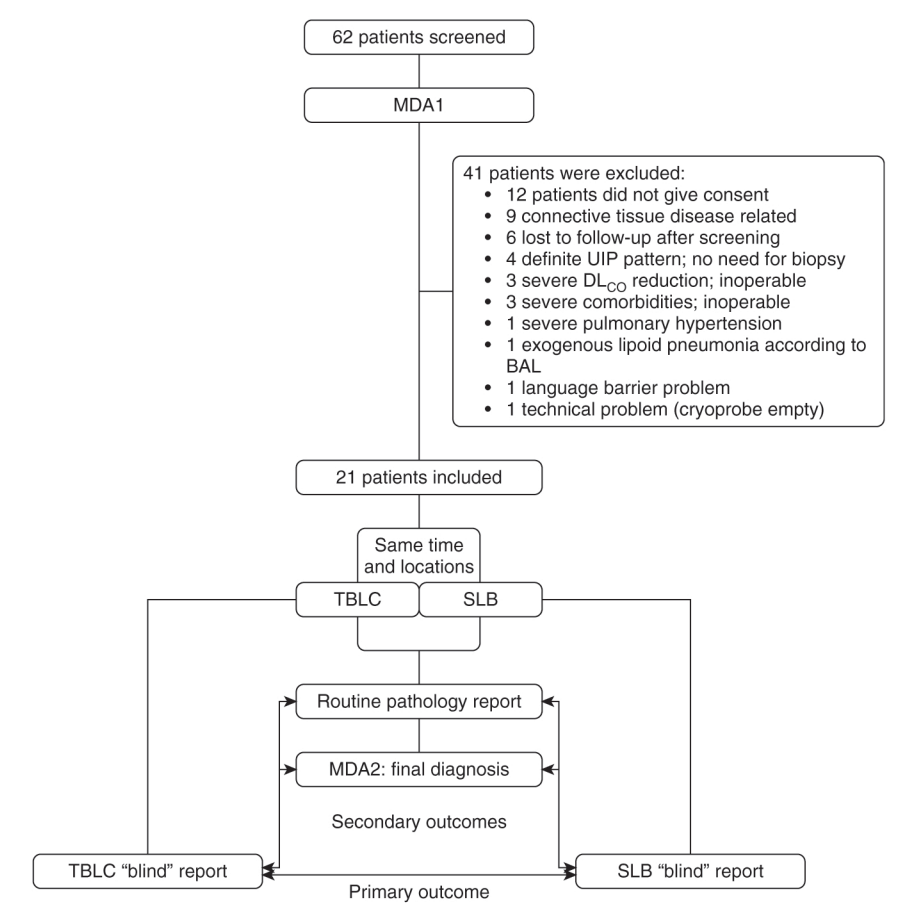 62 patients screened
MDA1
41 patients were excluded:
• 12 patients did not give consent
• 9 connective tissue disease related
• 6 lost to follow-up after screening
• 4 definite UIP pattern; no need for biopsy
• 3 severe DLCO reduction; inoperable
• 3 severe comorbidities; inoperable
• 1 severe pulmonary hypertension
• 1 exogenous lipoid pneumonia according to
BAL
• 1 language barrier problem
• 1 technical problem (cryoprobe empty)
21 patients included
Same time
and locations
TBLC
SLB
Routine pathology report
MDA2: final diagnosis
Secondary outcomes
TBLC “blind” report
SLB “blind” report
Primary outcome